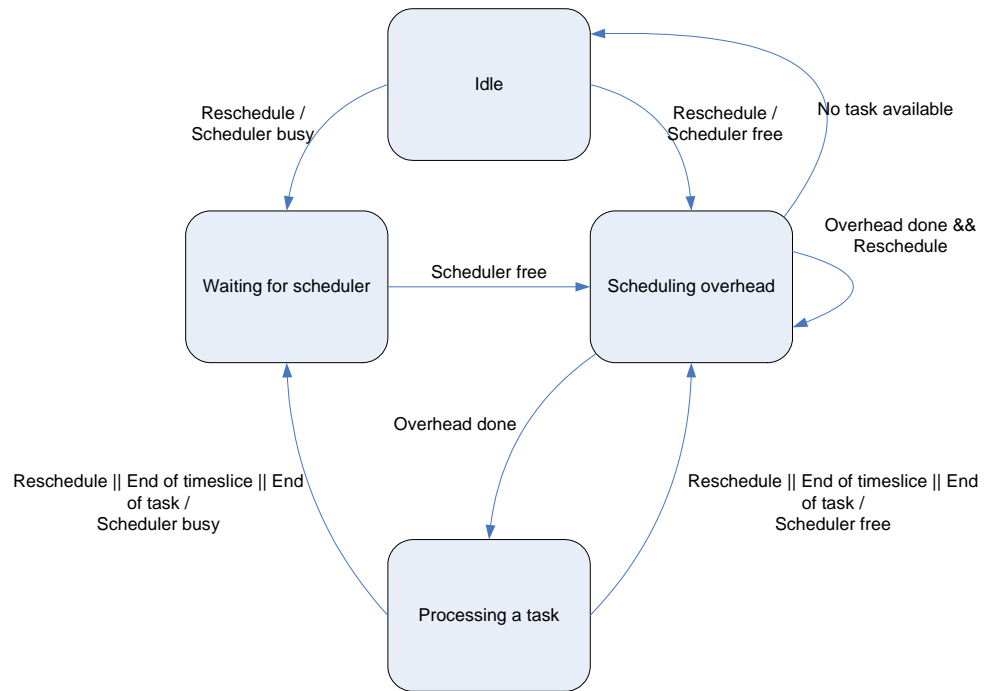 Idle
Reschedule /
Scheduler busy
Reschedule /
Scheduler free
No task available
Overhead done &&
Reschedule
Waiting for scheduler
Scheduler free
Scheduling overhead
Overhead done
Reschedule || End of timeslice || End
of task /
Scheduler busy
Reschedule || End of timeslice || End
of task /
Scheduler free
Processing a task